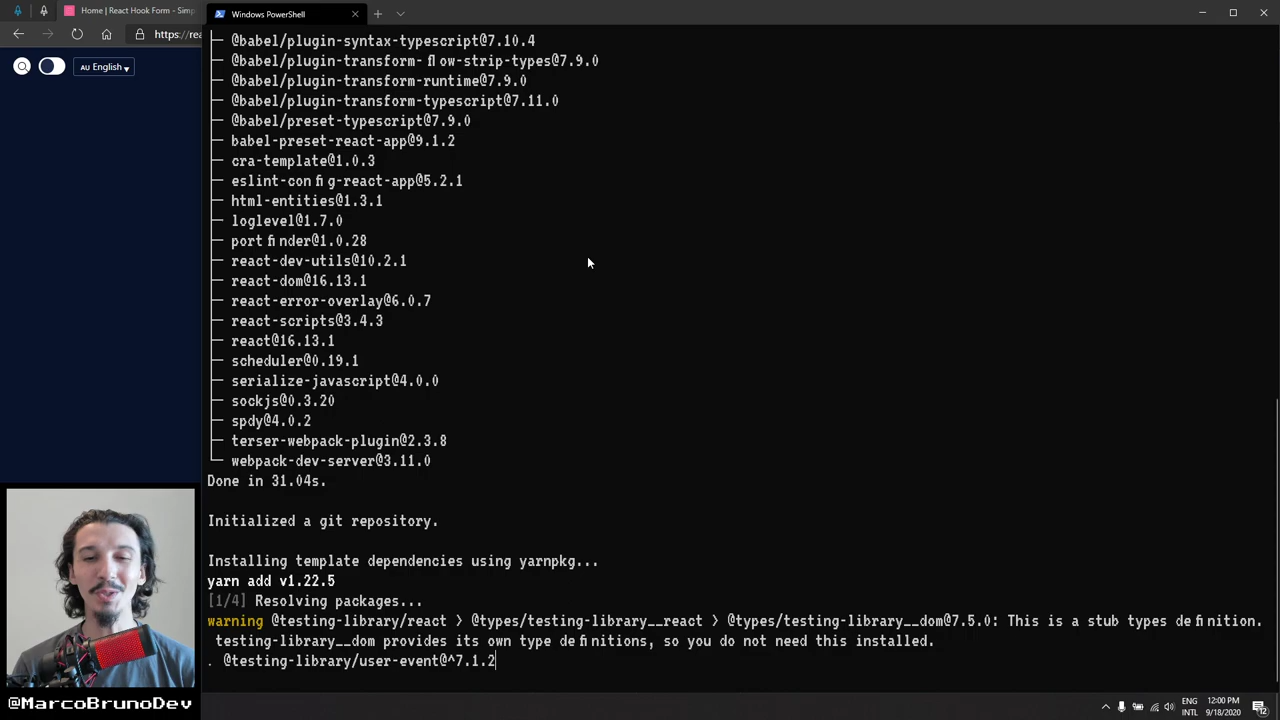 Home | React Hook Form - Simp
Windows PowerShell
https://rea
AU English
├─ @babel/plugin-syntax-typescript@7.10.4
├─ @babel/plugin-transform-flow-strip-types@7.9.0
├─ @babel/plugin-transform-runtime@7.9.0
├─ @babel/plugin-transform-typescript@7.11.0
├─ @babel/preset-typescript@7.9.0
├─ babel-preset-react-app@9.1.2
├─ cra-template@1.0.3
├─ eslint-config-react-app@5.2.1
├─ html-entities@1.3.1
├─ loglevel@1.7.0
├─ portfinder@1.0.28
├─ react-dev-utils@10.2.1
├─ react-dom@16.13.1
├─ react-error-overlay@6.0.7
├─ react-scripts@3.4.3
├─ react@16.13.1
├─ scheduler@0.19.1
├─ serialize-javascript@4.0.0
├─ sockjs@0.3.20
├─ spdy@4.0.2
├─ terser-webpack-plugin@2.3.8
└─ webpack-dev-server@3.11.0
Done in 31.04s.
Initialized a git repository.
Installing template dependencies using yarnpkg...
yarn add v1.22.5
[1/4] Resolving packages...
warning @testing-library/react > @types/testing-library__react > @types/testing-library__dom@7.5.0: This is a stub types definition.
testing-library__dom provides its own type definitions, so you do not need this installed.
. @testing-library/user-event@^7.1.2
@MarcoBrunoDev
ENG
INTL
12:00 PM
9/18/2020
12